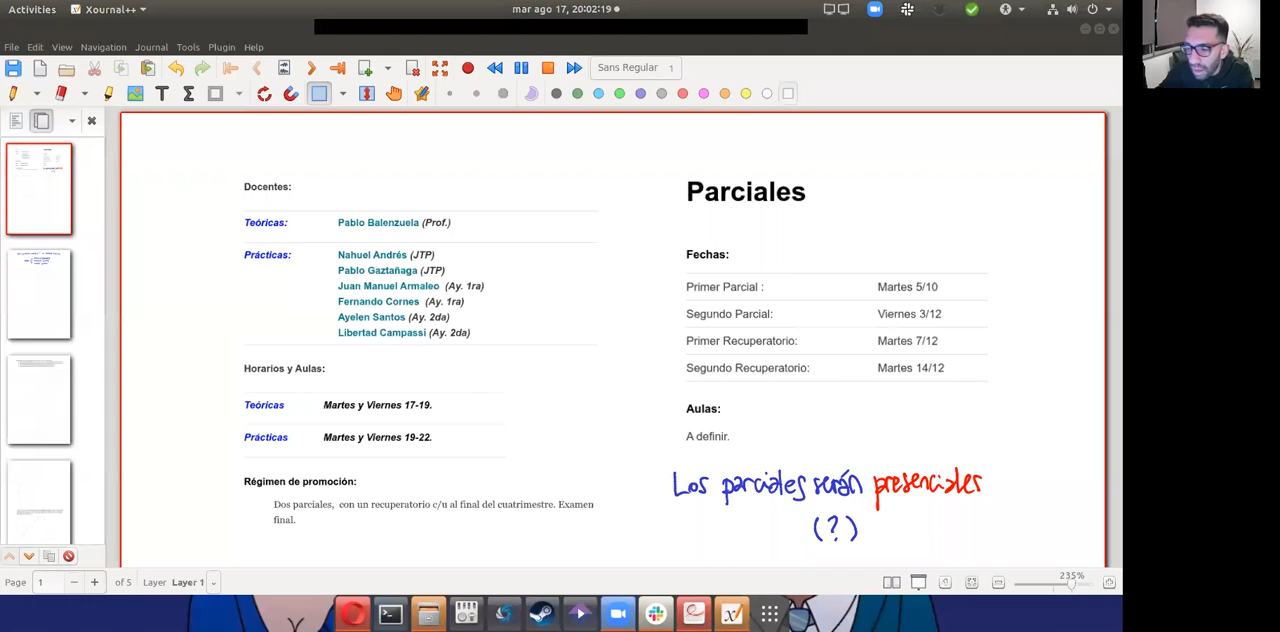 Activities Xournal++ mar ago 17, 20:02:19
File Edit View Navigation Journal Tools Plugin Help
Sans Regular 1
Docentes:
Teóricas: Pablo Balenzuela (Prof.)
Prácticas: Nahuel Andrés (JTP)
Pablo Gaztañaga (JTP)
Juan Manuel Armaleo (Ay. 1ra)
Fernando Cornes (Ay. 1ra)
Ayelen Santos (Ay. 2da)
Libertad Campassi (Ay. 2da)
Horarios y Aulas:
Teóricas Martes y Viernes 17-19.
Prácticas Martes y Viernes 19-22.
Régimen de promoción:
Dos parciales, con un recuperatorio c/u al final del cuatrimestre. Examen
final.
Parciales
Fechas:
Primer Parcial : Martes 5/10
Segundo Parcial: Viernes 3/12
Primer Recuperatorio: Martes 7/12
Segundo Recuperatorio: Martes 14/12
Aulas:
A definir.
Los parciales serán presenciales
(?)
Page 1 of 5 Layer Layer 1 235%